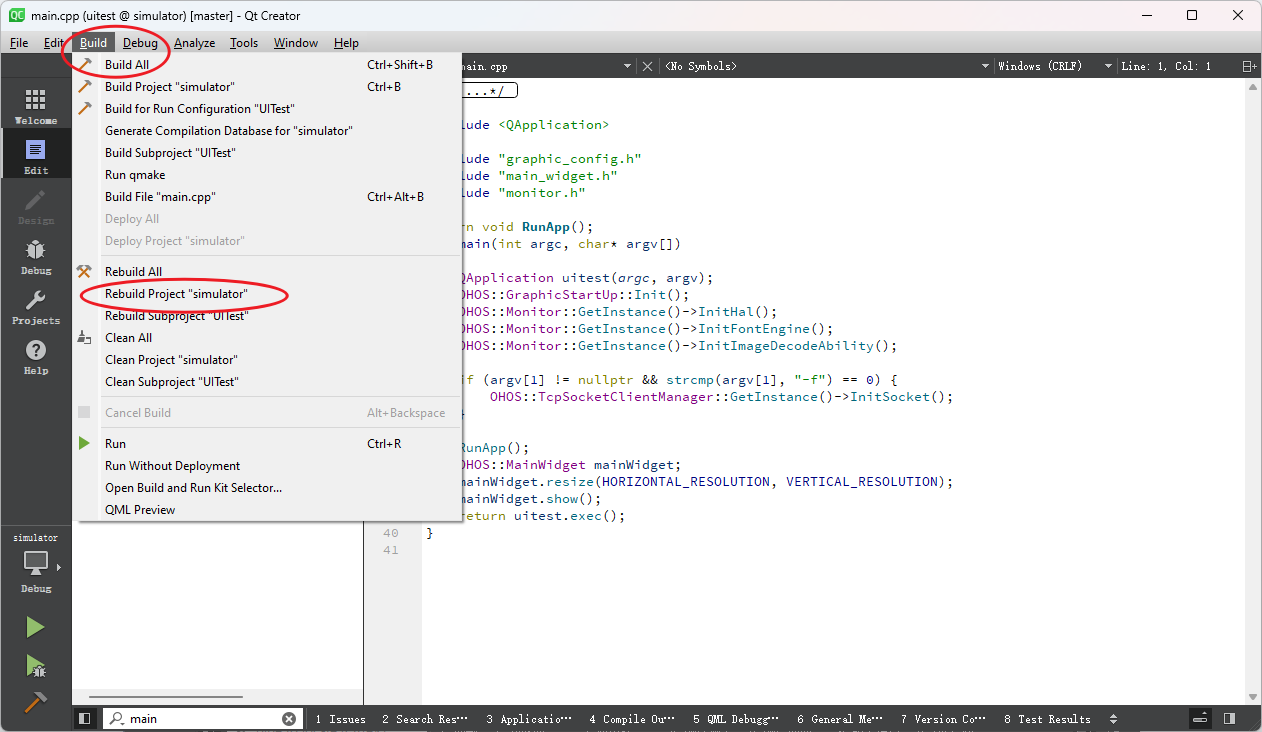 main.cpp (uitest @ simulator) [master] - Qt Creator
File Edit Build Debug Analyze Tools Window Help
Build All Ctrl+Shift+B
Build Project "simulator" Ctrl+B
Build for Run Configuration "UITest"
Generate Compilation Database for "simulator"
Build Subproject "UITest"
Run qmake
Build File "main.cpp" Ctrl+Alt+B
Deploy All
Deploy Project "simulator"
Rebuild All
Rebuild Project "simulator"
Rebuild Subproject "UITest"
Clean All
Clean Project "simulator"
Clean Subproject "UITest"
Cancel Build Alt+Backspace
Run Ctrl+R
Run Without Deployment
Open Build and Run Kit Selector...
QML Preview
Welcome
Edit
Design
Debug
Projects
Help
simulator
Debug
main.cpp <No Symbols> Windows (CRLF) Line: 1, Col: 1
...*/
lude <QApplication>
lude "graphic_config.h"
lude "main_widget.h"
lude "monitor.h"
rn void RunApp();
main(int argc, char* argv[])
QApplication uitest(argc, argv);
OHOS::GraphicStartUp::Init();
OHOS::Monitor::GetInstance()->InitHal();
OHOS::Monitor::GetInstance()->InitFontEngine();
OHOS::Monitor::GetInstance()->InitImageDecodeAbility();
if (argv[1] != nullptr && strcmp(argv[1], "-f") == 0) {
OHOS::TcpSocketClientManager::GetInstance()->InitSocket();
}
RunApp();
OHOS::MainWidget mainWidget;
mainWidget.resize(HORIZONTAL_RESOLUTION, VERTICAL_RESOLUTION);
mainWidget.show();
return uitest.exec();
40 }
41
main
1 Issues 2 Search Res… 3 Applicatio… 4 Compile Ou… 5 QML Debugg… 6 General Me… 7 Version Co… 8 Test Results